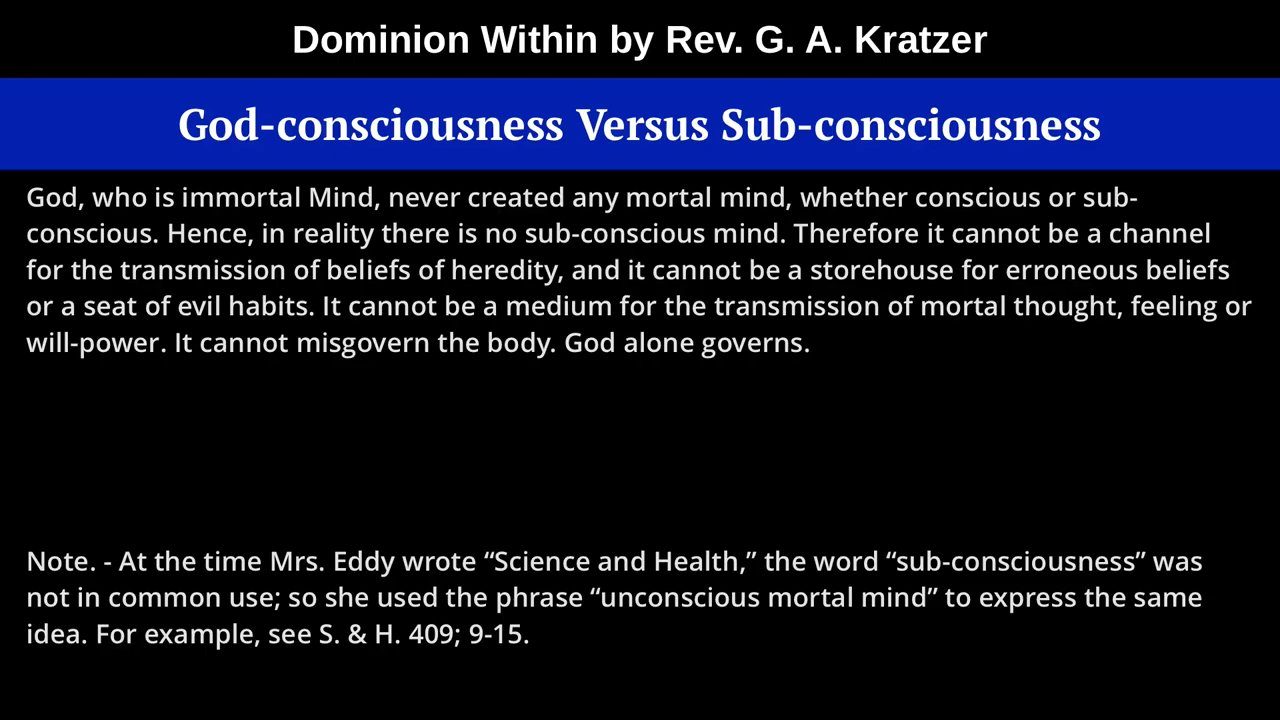 Dominion Within by Rev. G. A. Kratzer
God-consciousness Versus Sub-consciousness
God, who is immortal Mind, never created any mortal mind, whether conscious or sub-
conscious. Hence, in reality there is no sub-conscious mind. Therefore it cannot be a channel
for the transmission of beliefs of heredity, and it cannot be a storehouse for erroneous beliefs
or a seat of evil habits. It cannot be a medium for the transmission of mortal thought, feeling or
will-power. It cannot misgovern the body. God alone governs.
Note. - At the time Mrs. Eddy wrote “Science and Health,” the word “sub-consciousness” was
not in common use; so she used the phrase “unconscious mortal mind” to express the same
idea. For example, see S. & H. 409; 9-15.